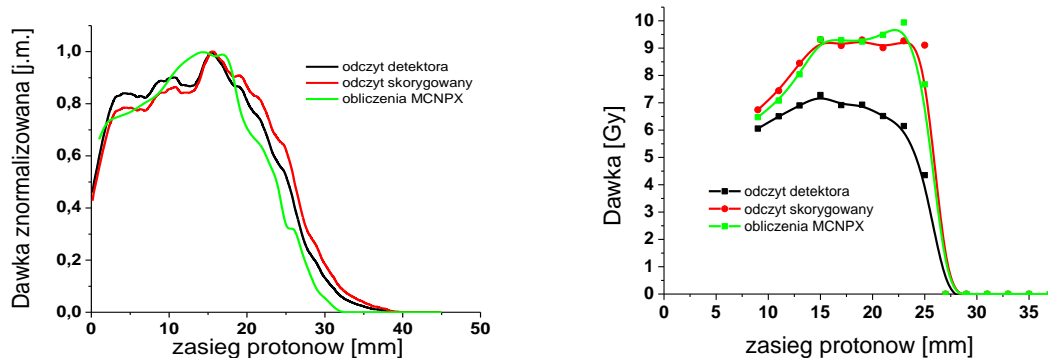 Dawka znormalizowana [j.m.]
1,0
0,8
0,6
0,4
0,2
0,0
0 10 20 30 40 50
zasieg protonow [mm]
odczyt detektora
odczyt skorygowany
obliczenia MCNPX
Dawka [Gy]
10
9
8
7
6
5
4
3
2
1
0
0 5 10 15 20 25 30 35
zasieg protonow [mm]
odczyt detektora
odczyt skorygowany
obliczenia MCNPX